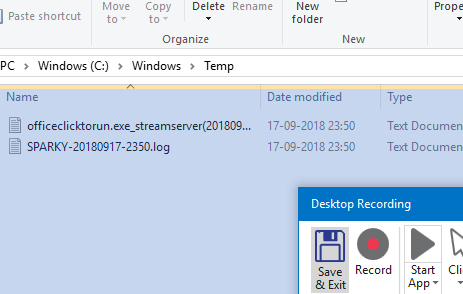 Paste shortcut
Move to
Copy to
Delete
Rename
New folder
Organize
New
PC > Windows (C:) > Windows > Temp
Name Date modified Type
officeclicktorun.exe_streamserver(201809... 17-09-2018 23:50 Text Documen
SPARKY-20180917-2350.log 17-09-2018 23:50 Text Documen
Desktop Recording
Save & Exit
Record
Start App